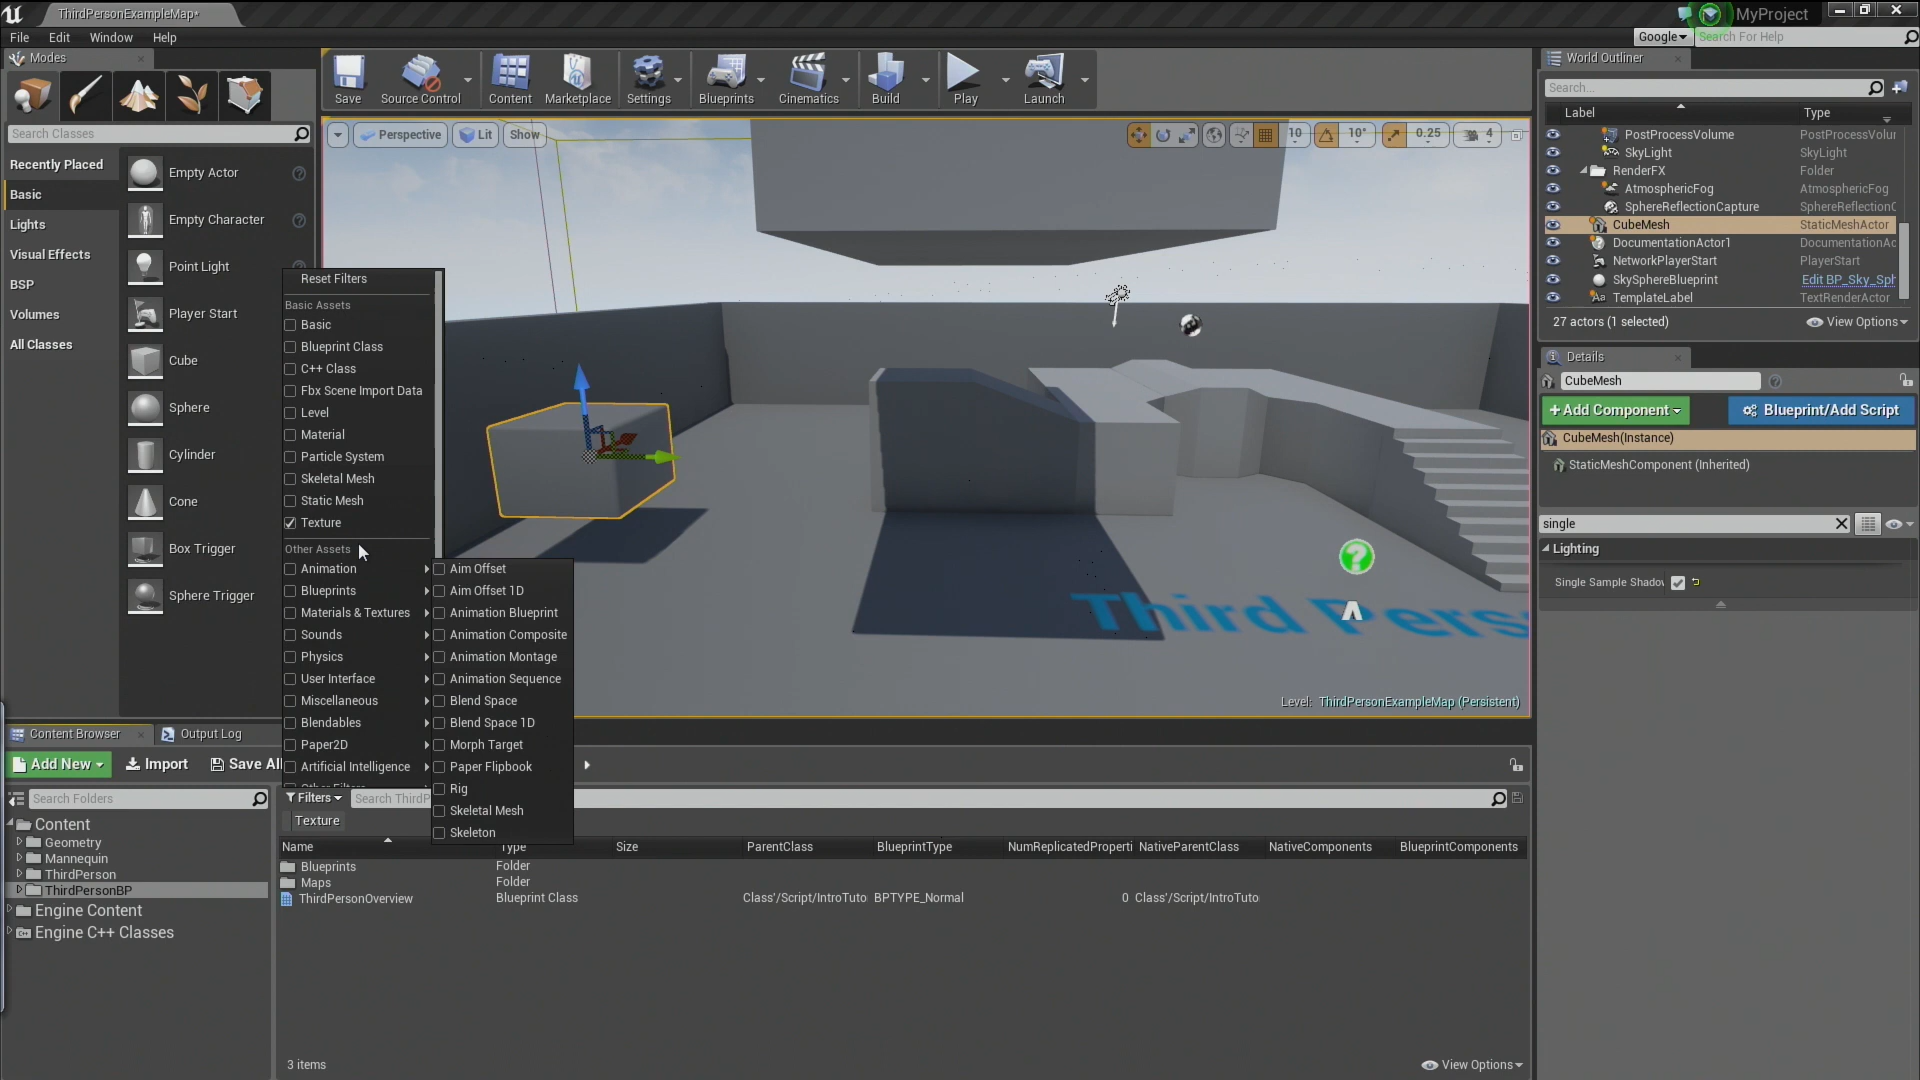 ThirdPersonExampleMap*
MyProject
File Edit Window Help
Google
Search For Help
Modes
Save
Source Control
Content
Marketplace
Settings
Blueprints
Cinematics
Build
Play
Launch
World Outliner
Search...
Label Type
PostProcessVolume PostProcessVolur
SkyLight SkyLight
RenderFX Folder
AtmosphericFog AtmosphericFog
SphereReflectionCapture SphereReflectionC
CubeMesh StaticMeshActor
DocumentationActor1 DocumentationAc
NetworkPlayerStart PlayerStart
SkySphereBlueprint Edit BP_Sky_Sph
TemplateLabel TextRenderActor
27 actors (1 selected) View Options
Search Classes
Recently Placed
Basic
Lights
Visual Effects
BSP
Volumes
All Classes
Empty Actor
Empty Character
Point Light
Player Start
Cube
Sphere
Cylinder
Cone
Box Trigger
Sphere Trigger
Perspective Lit Show
10 10° 0.25 4
Reset Filters
Basic Assets
Basic
Blueprint Class
C++ Class
Fbx Scene Import Data
Level
Material
Particle System
Skeletal Mesh
Static Mesh
Texture
Other Assets
Animation
Blueprints
Materials & Textures
Sounds
Physics
User Interface
Miscellaneous
Blendables
Paper2D
Artificial Intelligence
Aim Offset
Aim Offset 1D
Animation Blueprint
Animation Composite
Animation Montage
Animation Sequence
Blend Space
Blend Space 1D
Morph Target
Paper Flipbook
Rig
Skeletal Mesh
Skeleton
Third Pers
Level: ThirdPersonExampleMap (Persistent)
Details
CubeMesh
+Add Component
Blueprint/Add Script
CubeMesh(Instance)
StaticMeshComponent (Inherited)
single
Lighting
Single Sample Shadov
Content Browser Output Log
Add New Import Save All
Search Folders
Content
Geometry
Mannequin
ThirdPerson
ThirdPersonBP
Engine Content
Engine C++ Classes
Filters
Search ThirdP
Texture
Name Type Size ParentClass BlueprintType NumReplicatedProperti NativeParentClass NativeComponents BlueprintComponents
Blueprints Folder
Maps Folder
ThirdPersonOverview Blueprint Class Class'/Script/IntroTuto BPTYPE_Normal 0 Class'/Script/IntroTuto
3 items View Options